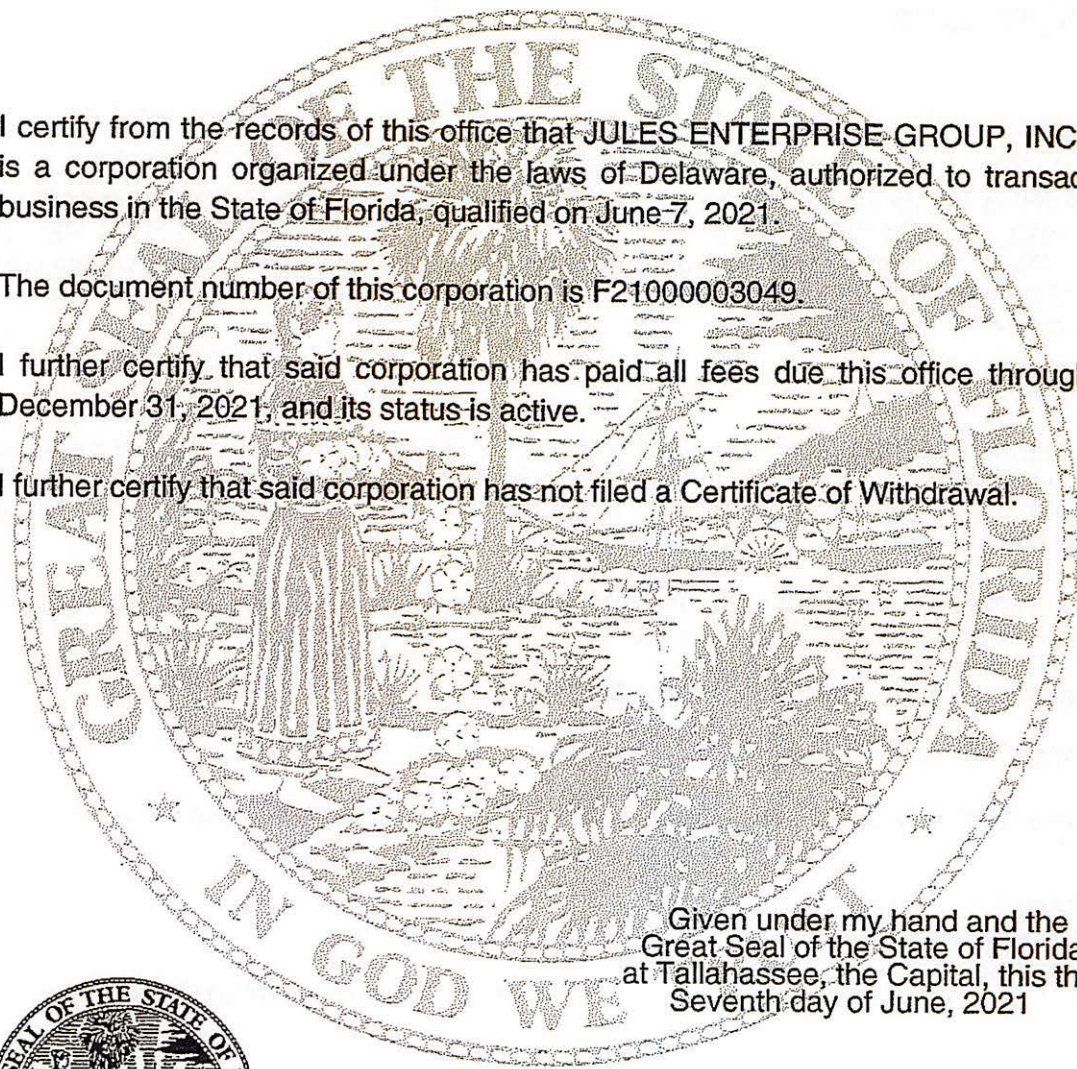 I certify from the records of this office that JULES ENTERPRISE GROUP, INC
is a corporation organized under the laws of Delaware, authorized to transac
business in the State of Florida, qualified on June 7, 2021.
The document number of this corporation is F21000003049.
I further certify that said corporation has paid all fees due this office throug
December 31, 2021, and its status is active.
I further certify that said corporation has not filed a Certificate of Withdrawal.
GREAT SEAL OF THE STATE OF FLORIDA
IN GOD WE
Given under my hand and the
Great Seal of the State of Florida
at Tallahassee, the Capital, this th
Seventh day of June, 2021
SEAL OF THE STATE OF